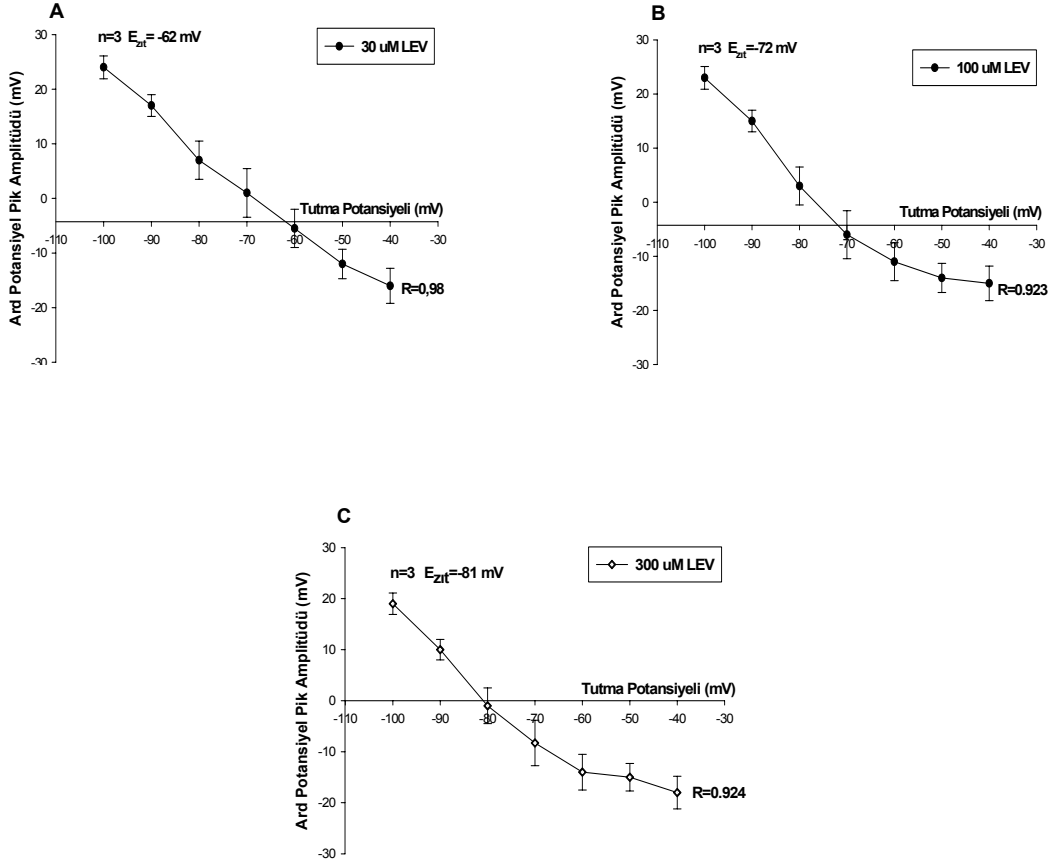 A
n=3 Ezıt= -62 mV
30 uM LEV
Ard Potansiyel Pik Amplitüdü (mV)
30
20
10
0
-10
-20
-30
Tutma Potansiyeli (mV)
-110 -100 -90 -80 -70 -60 -50 -40 -30
R=0,98
B
n=3 Ezıt=-72 mV
100 uM LEV
Ard Potansiyel Pik Amplitüdü (mV)
30
20
10
0
-10
-20
-30
Tutma Potansiyeli (mV)
-110 -100 -90 -80 -70 -60 -50 -40 -30
R=0.923
C
n=3 Ezıt=-81 mV
300 uM LEV
Ard Potansiyel Pik Amplitüdü (mV)
30
20
10
0
-10
-20
-30
Tutma Potansiyeli (mV)
-110 -100 -90 -80 -70 -60 -50 -40 -30
R=0.924